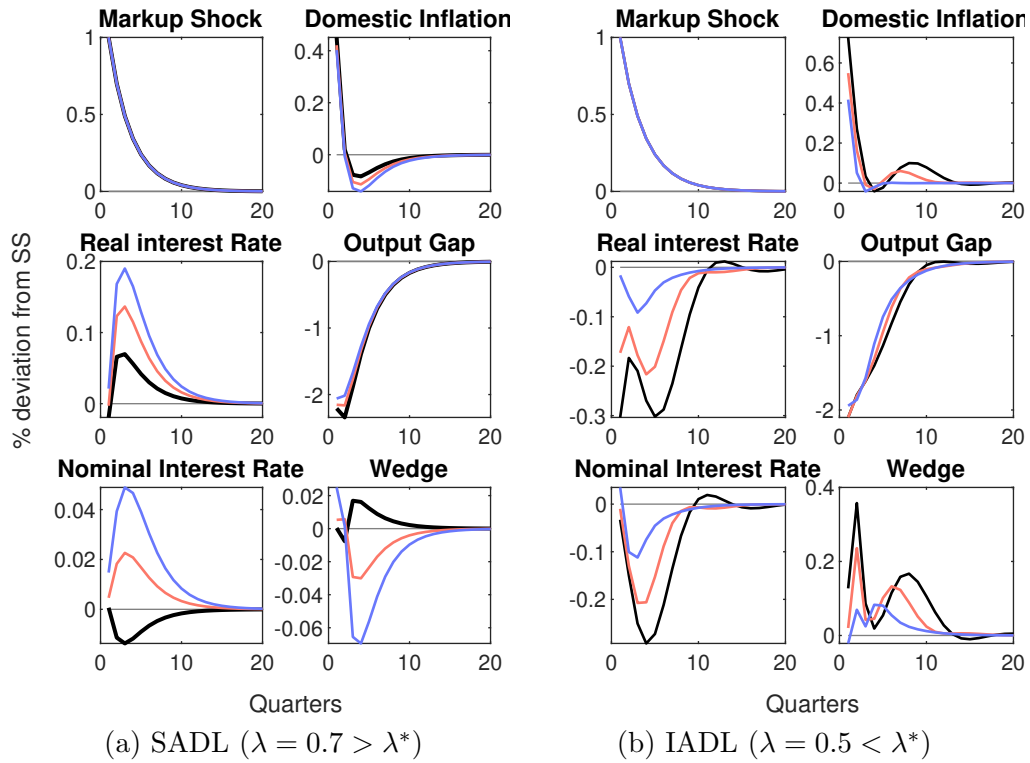 Markup Shock
Domestic Inflation
Markup Shock
Domestic Inflation
1
0.5
0
0 10 20
0.4
0.2
0
0 10 20
1
0.5
0
0 10 20
0.6
0.4
0.2
0
0 10 20
Real interest Rate
Output Gap
Real interest Rate
Output Gap
0.2
0.1
0
0 10 20
0
-1
-2
0 10 20
0
-0.1
-0.2
-0.3
0 10 20
0
-1
-2
0 10 20
Nominal Interest Rate
Wedge
Nominal Interest Rate
Wedge
0.04
0.02
0
0 10 20
0.02
0
-0.02
-0.04
-0.06
0 10 20
0
-0.1
-0.2
0 10 20
0.4
0.2
0
0 10 20
% deviation from SS
Quarters
Quarters
(a) SADL (λ = 0.7 > λ*)
(b) IADL (λ = 0.5 < λ*)